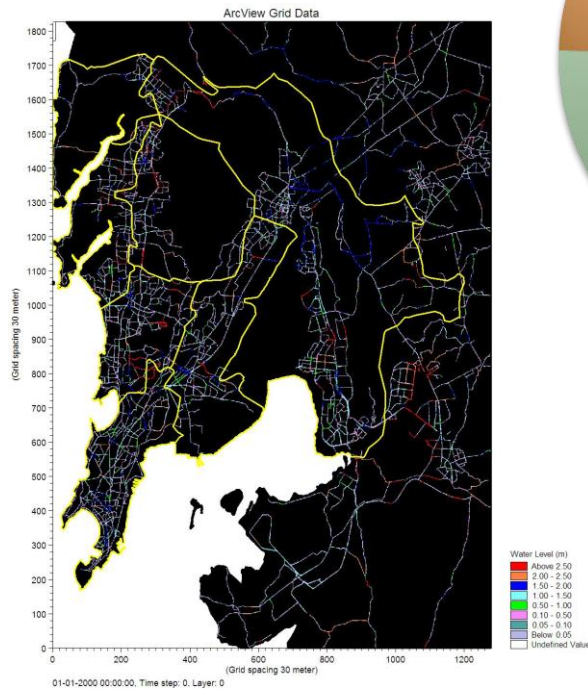 ArcView Grid Data
1800
1700
1600
1500
1400
1300
1200
1100
1000
900
800
700
600
500
400
300
200
100
0
(Grid spacing 30 meter)
0 200 400 600 800 1000 1200
(Grid spacing 30 meter)
01-01-2000 00:00:00, Time step: 0, Layer: 0
Water Level (m)
Above 2.50
2.00 - 2.50
1.50 - 2.00
1.00 - 1.50
0.50 - 1.00
0.10 - 0.50
0.05 - 0.10
Below 0.05
Undefined Value